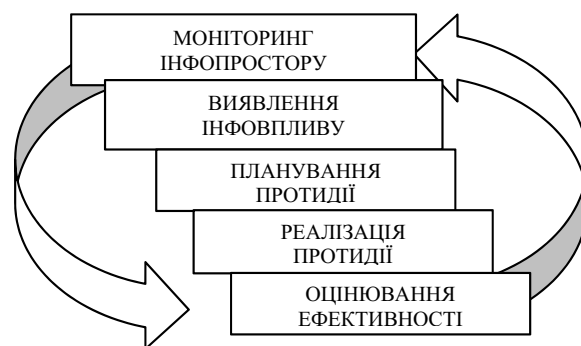 МОНІТОРИНГ
ІНФОПРОСТОРУ
ВИЯВЛЕННЯ
ІНФОВПЛИВУ
ПЛАНУВАННЯ
ПРОТИДІЇ
РЕАЛІЗАЦІЯ
ПРОТИДІЇ
ОЦІНЮВАННЯ
ЕФЕКТИВНОСТІ